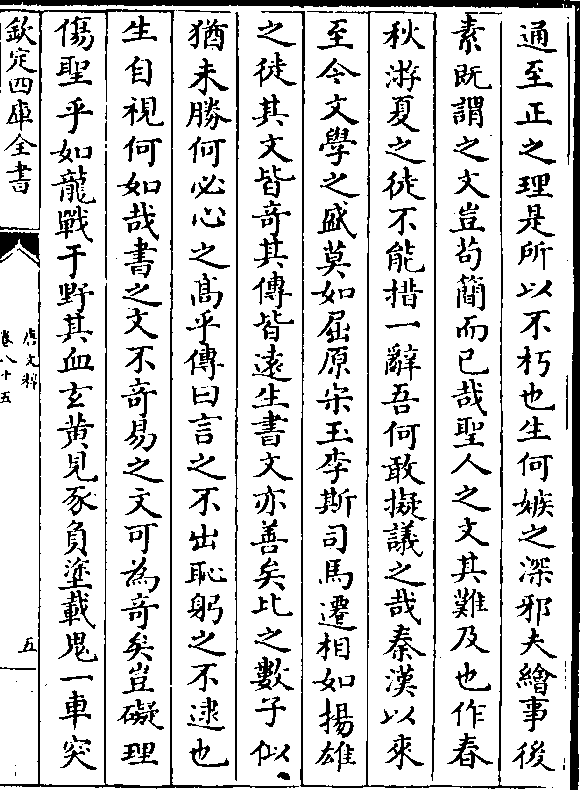 通至正之理是所以不朽也生何嫉之深邪夫繪事後
素既謂之文豈苟簡而已哉聖人之文其難及也作春
秋游夏之徒不能措一辭吾何敢擬議之哉秦漢以來
至今文學之盛莫如屈原宋玉李斯司馬遷相如揚雄
之徒其文皆奇其傳皆遠生書文亦善矣比之數子似
猶未勝何必心之髙乎傳曰言之不出恥躬之不逮也
生自視何如哉書之文不奇易之文可為奇矣豈礙理
傷聖乎如龍戰于野其血玄黄見豕負塗載鬼一車突
欽定四庫全書
唐文粹
卷八十五
五